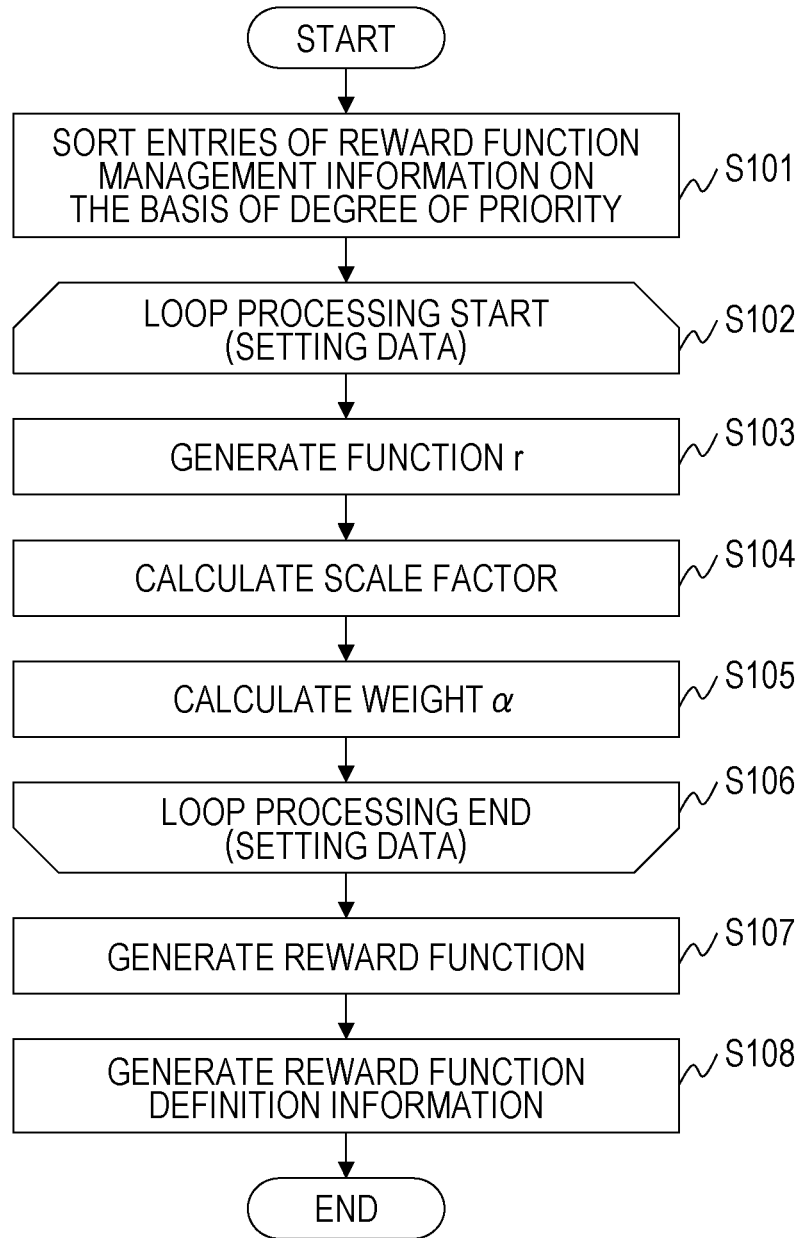 START
SORT ENTRIES OF REWARD FUNCTION
MANAGEMENT INFORMATION ON
THE BASIS OF DEGREE OF PRIORITY
S101
LOOP PROCESSING START
(SETTING DATA)
S102
GENERATE FUNCTION r
S103
CALCULATE SCALE FACTOR
S104
CALCULATE WEIGHT α
S105
LOOP PROCESSING END
(SETTING DATA)
S106
GENERATE REWARD FUNCTION
S107
GENERATE REWARD FUNCTION
DEFINITION INFORMATION
S108
END